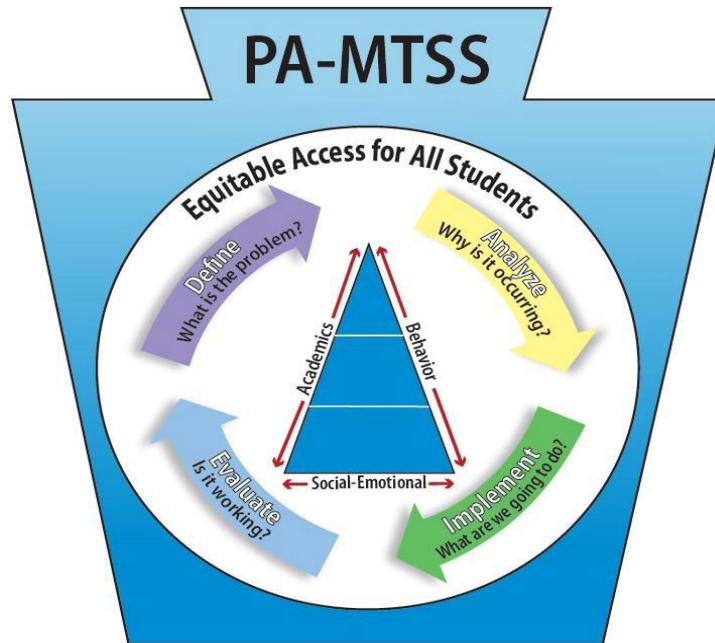 PA-MTSS
Equitable Access for All Students
Define
What is the problem?
Analyze
Why is it occurring?
Academics
Behavior
Social-Emotional
Evaluate
Is it working?
Implement
What are we going to do?